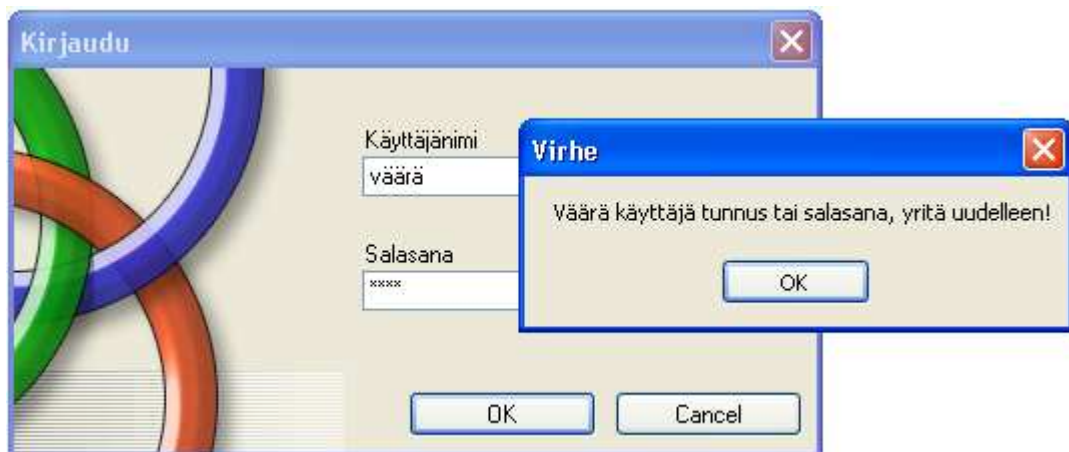 Kirjaudu
Käyttäjänimi
väärä
Salasana
****
OK
Cancel
Virhe
Väärä käyttäjä tunnus tai salasana, yritä uudelleen!
OK